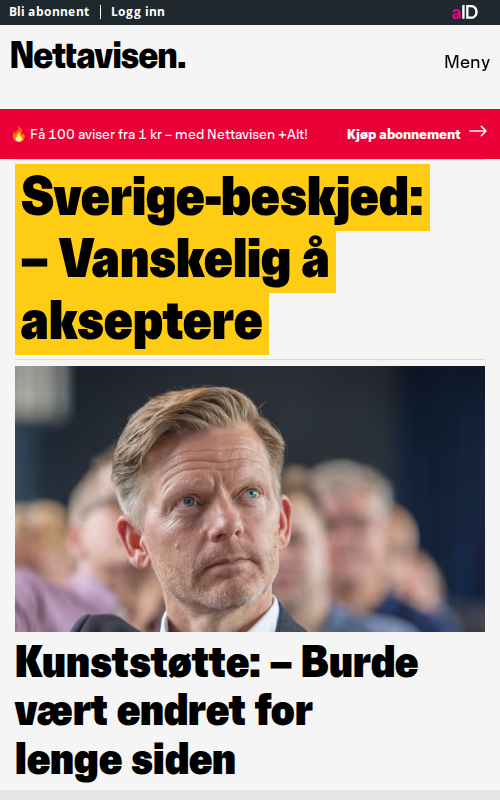 Bli abonnent | Logg inn
aID
Nettavisen.
Meny
🔥 Få 100 aviser fra 1 kr – med Nettavisen +Alt!
Kjøp abonnement →
Sverige-beskjed:
– Vanskelig å
akseptere
Kunststøtte: – Burde
vært endret for
lenge siden